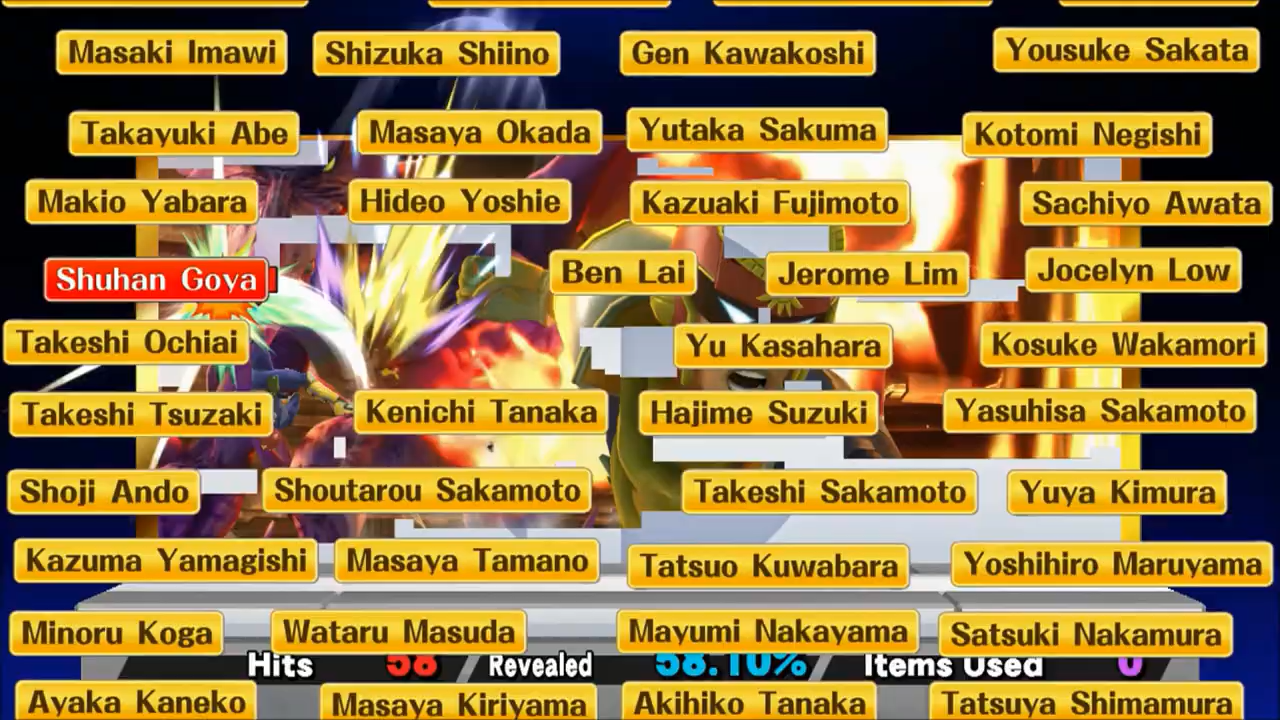 Masaki Imawi Shizuka Shiino Gen Kawakoshi Yousuke Sakata
Takayuki Abe Masaya Okada Yutaka Sakuma Kotomi Negishi
Makio Yabara Hideo Yoshie Kazuaki Fujimoto Sachiyo Awata
Shuhan Goya Ben Lai Jerome Lim Jocelyn Low
Takeshi Ochiai Yu Kasahara Kosuke Wakamori
Takeshi Tsuzaki Kenichi Tanaka Hajime Suzuki Yasuhisa Sakamoto
Shoji Ando Shoutarou Sakamoto Takeshi Sakamoto Yuya Kimura
Kazuma Yamagishi Masaya Tamano Tatsuo Kuwabara Yoshihiro Maruyama
Minoru Koga Wataru Masuda Mayumi Nakayama Satsuki Nakamura
Hits 58 Revealed 58.10% Items Used 0
Ayaka Kaneko Masaya Kiriyama Akihiko Tanaka Tatsuya Shimamura